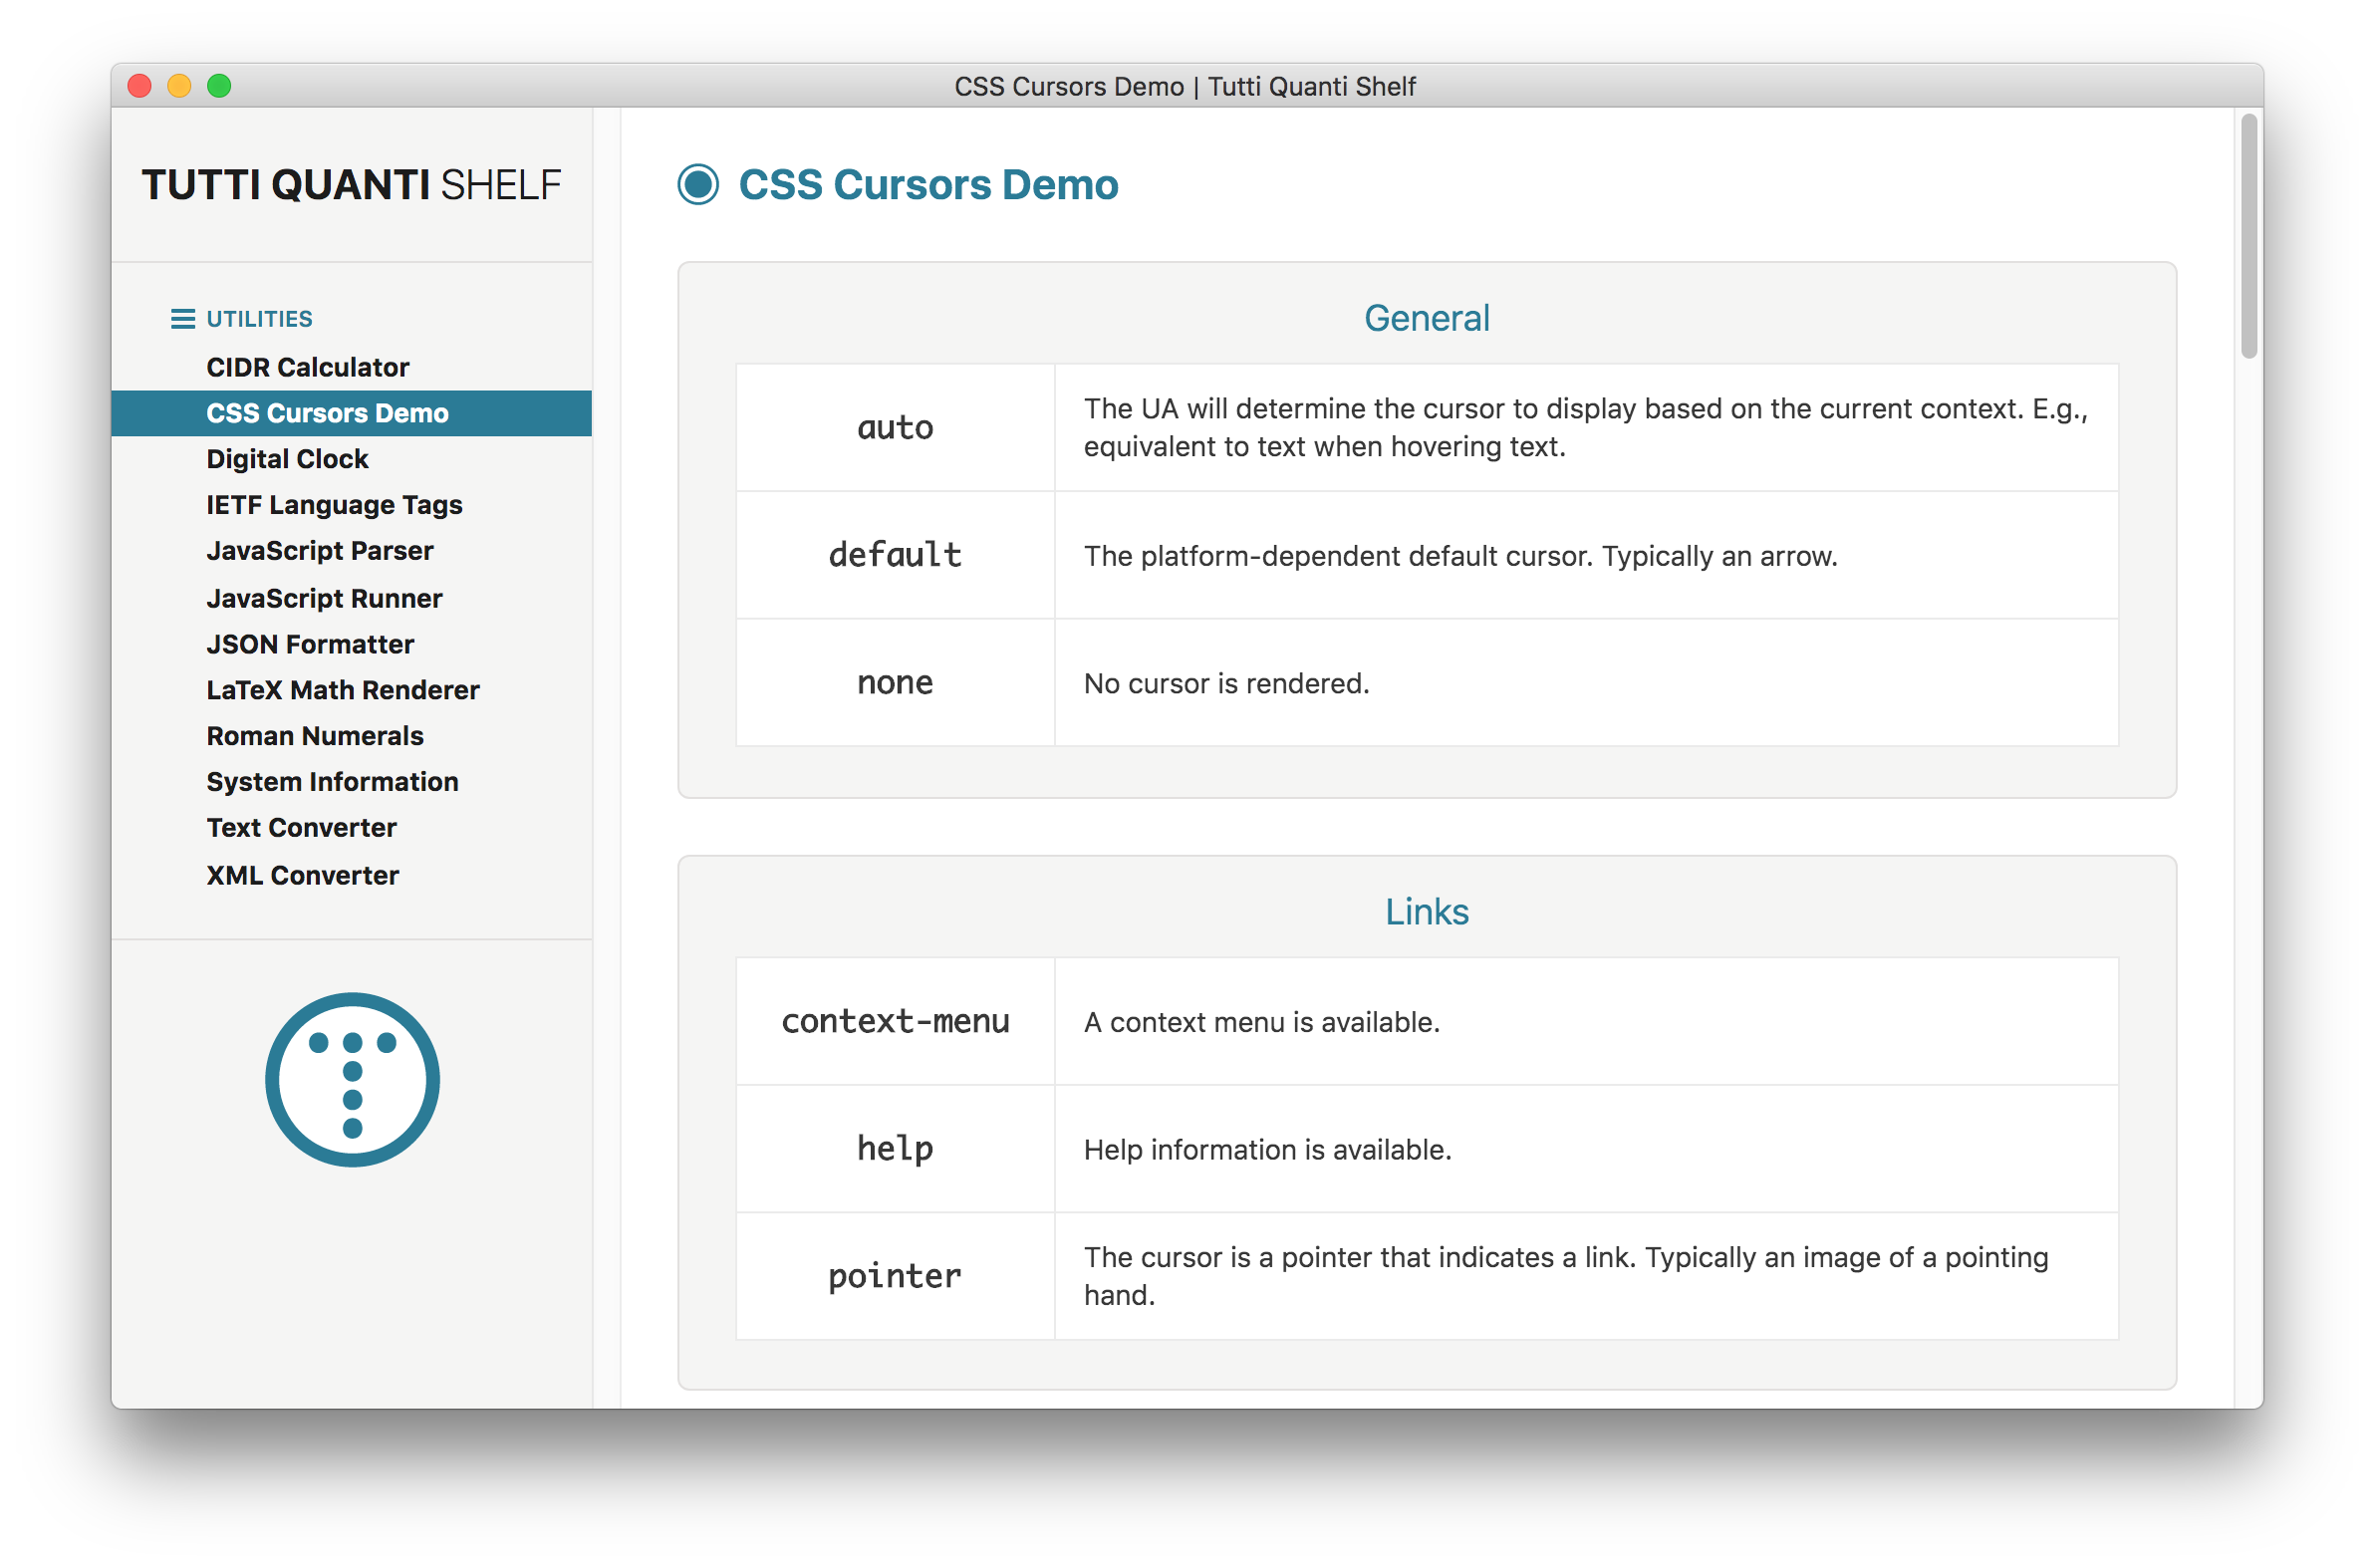 CSS Cursors Demo | Tutti Quanti Shelf
TUTTI QUANTI SHELF
UTILITIES
CIDR Calculator
CSS Cursors Demo
Digital Clock
IETF Language Tags
JavaScript Parser
JavaScript Runner
JSON Formatter
LaTeX Math Renderer
Roman Numerals
System Information
Text Converter
XML Converter
CSS Cursors Demo
General
auto
The UA will determine the cursor to display based on the current context. E.g.,
equivalent to text when hovering text.
default
The platform-dependent default cursor. Typically an arrow.
none
No cursor is rendered.
Links
context-menu
A context menu is available.
help
Help information is available.
pointer
The cursor is a pointer that indicates a link. Typically an image of a pointing
hand.